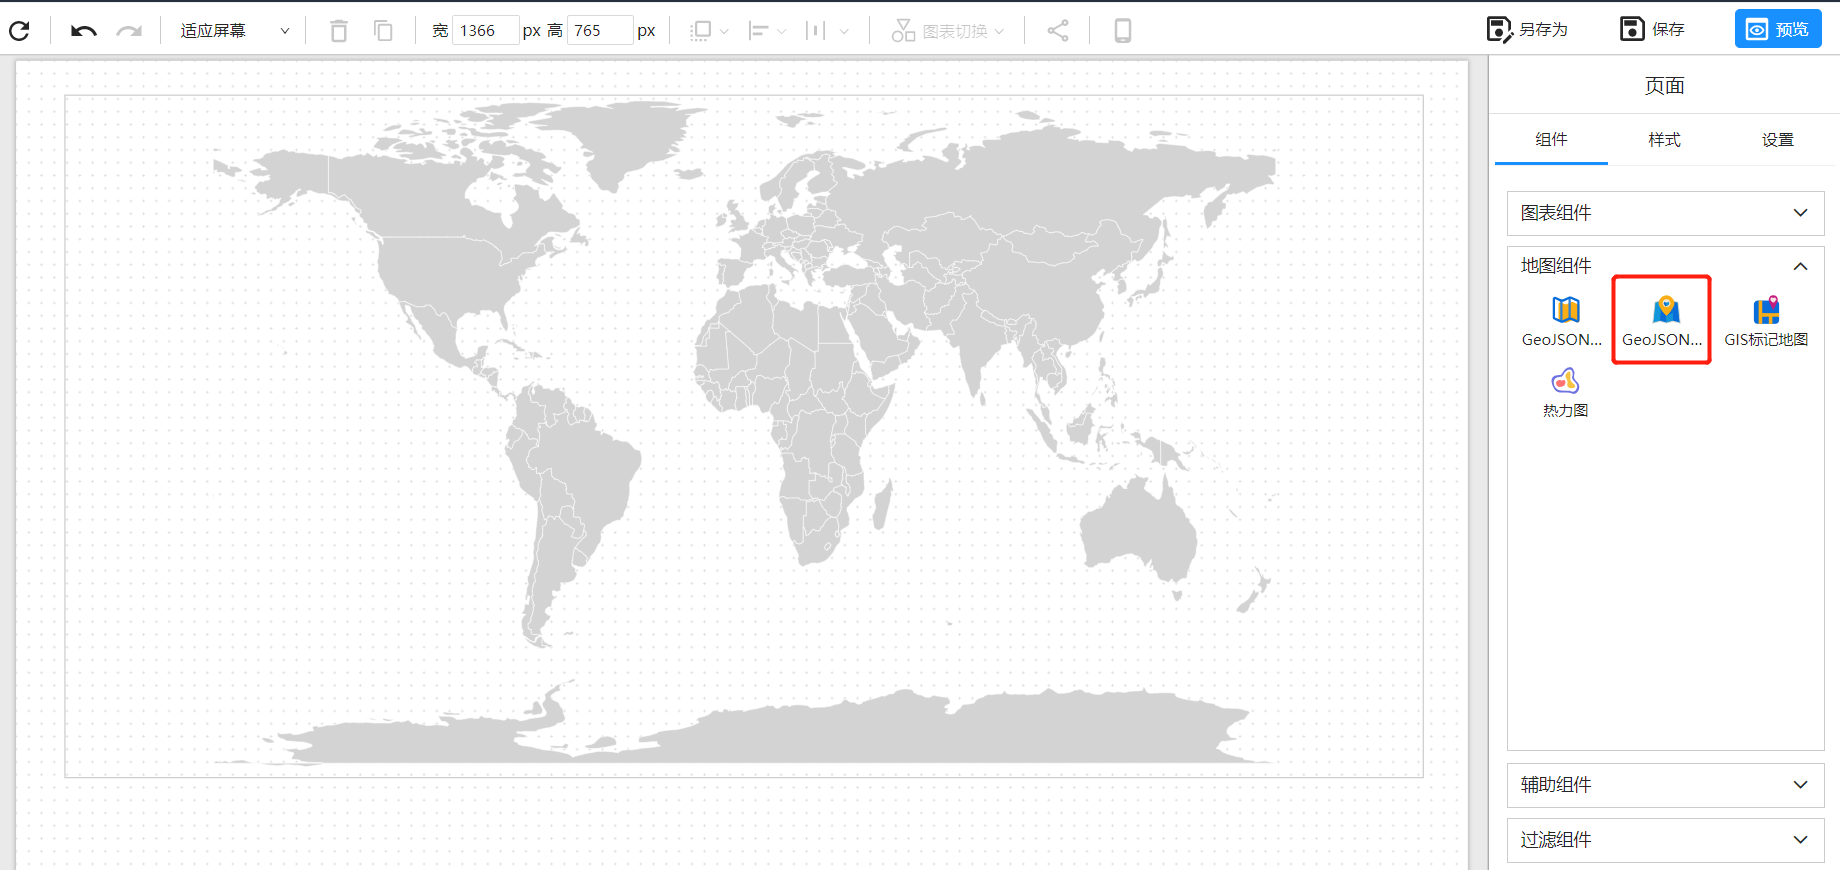 适应屏幕 宽 1366 px 高 765 px 图表切换 另存为 保存 预览
页面
组件 样式 设置
图表组件
地图组件
GeoJSON... GeoJSON... GIS标记地图
热力图
辅助组件
过滤组件